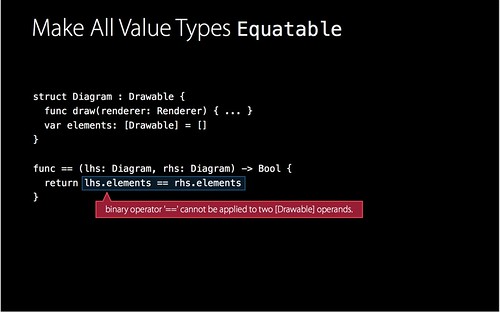 Make All Value Types Equatable
struct Diagram : Drawable {
func draw(renderer: Renderer) { ... }
var elements: [Drawable] = []
}
func == (lhs: Diagram, rhs: Diagram) -> Bool {
return lhs.elements == rhs.elements
}
binary operator '==' cannot be applied to two [Drawable] operands.